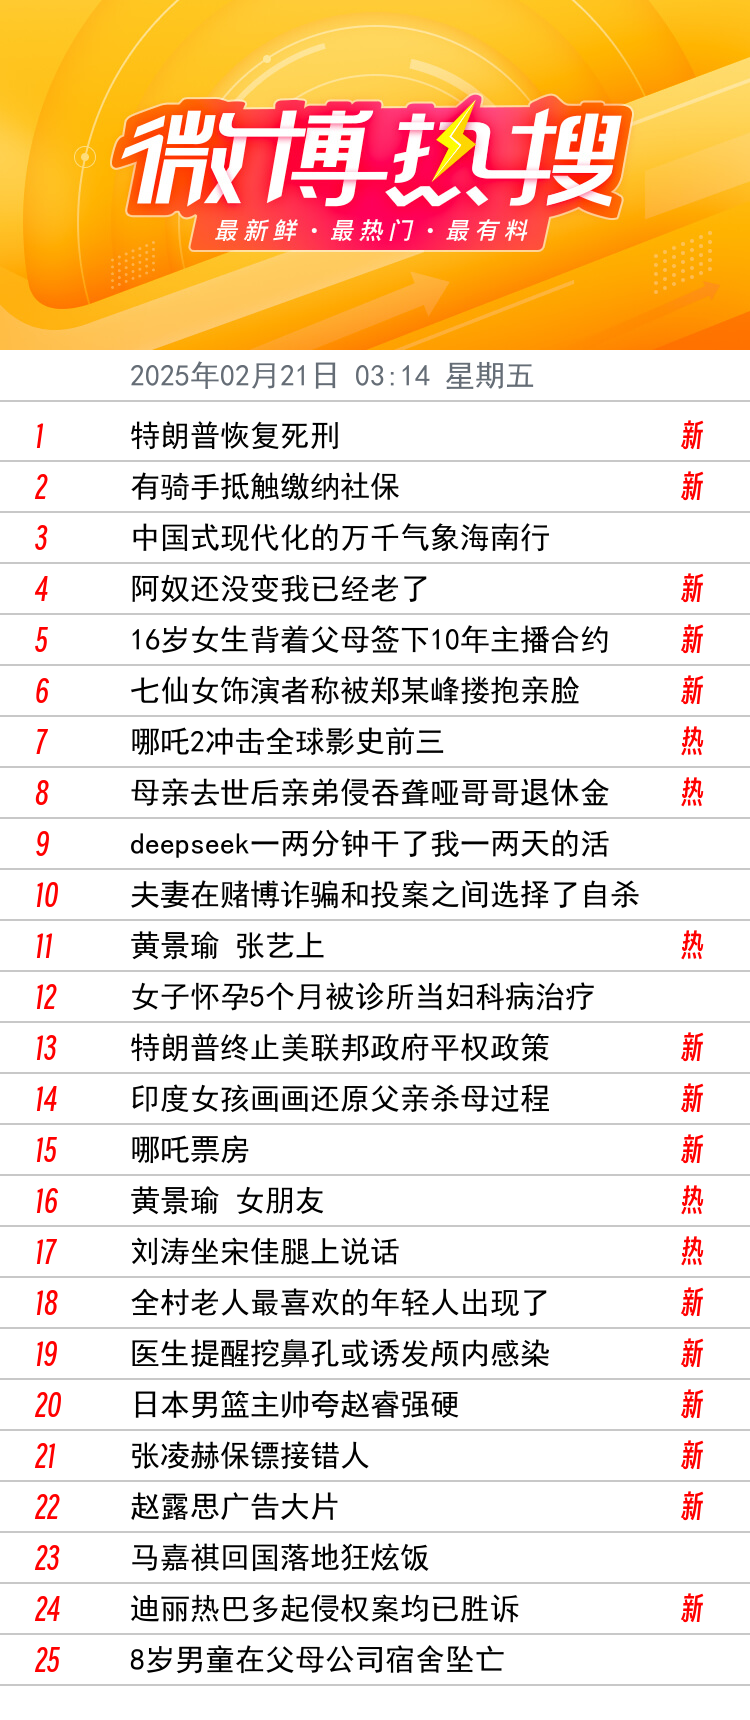 微博热搜
最新鲜·最热门·最有料
2025年02月21日 03:14 星期五
1 特朗普恢复死刑 新
2 有骑手抵触缴纳社保 新
3 中国式现代化的万千气象海南行
4 阿奴还没变我已经老了 新
5 16岁女生背着父母签下10年主播合约 新
6 七仙女饰演者称被郑某峰搂抱亲脸 新
7 哪吒2冲击全球影史前三 热
8 母亲去世后亲弟侵吞聋哑哥哥退休金 热
9 deepseek一两分钟干了我一两天的活
10 夫妻在赌博诈骗和投案之间选择了自杀
11 黄景瑜 张艺上 热
12 女子怀孕5个月被诊所当妇科病治疗
13 特朗普终止美联邦政府平权政策 新
14 印度女孩画画还原父亲杀母过程 新
15 哪吒票房 新
16 黄景瑜 女朋友 热
17 刘涛坐宋佳腿上说话 热
18 全村老人最喜欢的年轻人出现了 新
19 医生提醒挖鼻孔或诱发颅内感染 新
20 日本男篮主帅夸赵睿强硬 新
21 张凌赫保镖接错人 新
22 赵露思广告大片 新
23 马嘉祺回国落地狂炫饭
24 迪丽热巴多起侵权案均已胜诉 新
25 8岁男童在父母公司宿舍坠亡